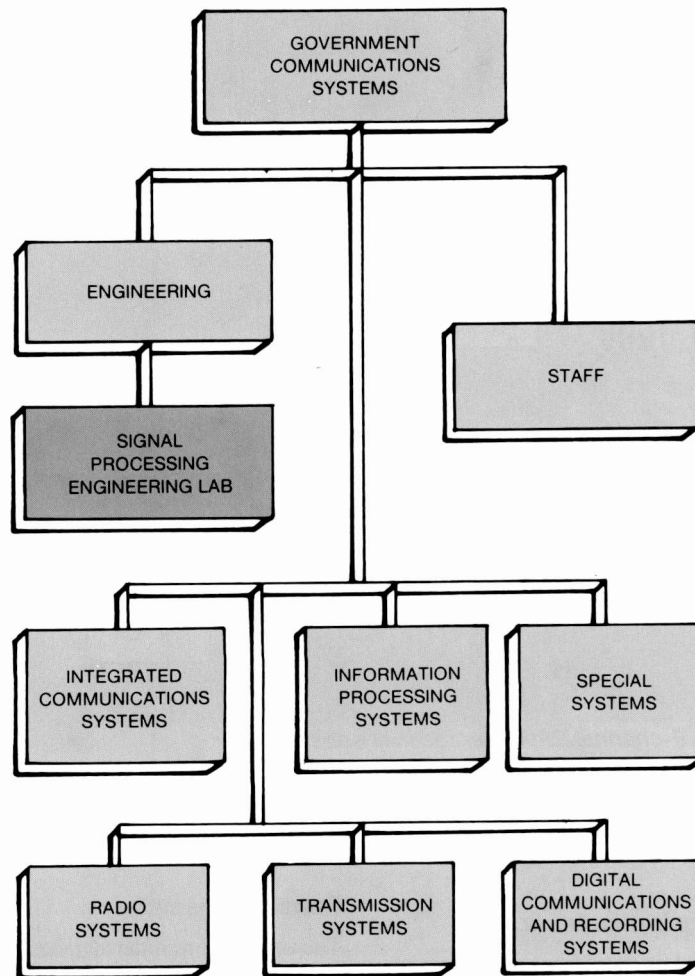 GOVERNMENT
COMMUNICATIONS
SYSTEMS
ENGINEERING
STAFF
SIGNAL
PROCESSING
ENGINEERING LAB
INTEGRATED
COMMUNICATIONS
SYSTEMS
INFORMATION
PROCESSING
SYSTEMS
SPECIAL
SYSTEMS
RADIO
SYSTEMS
TRANSMISSION
SYSTEMS
DIGITAL
COMMUNICATIONS
AND RECORDING
SYSTEMS